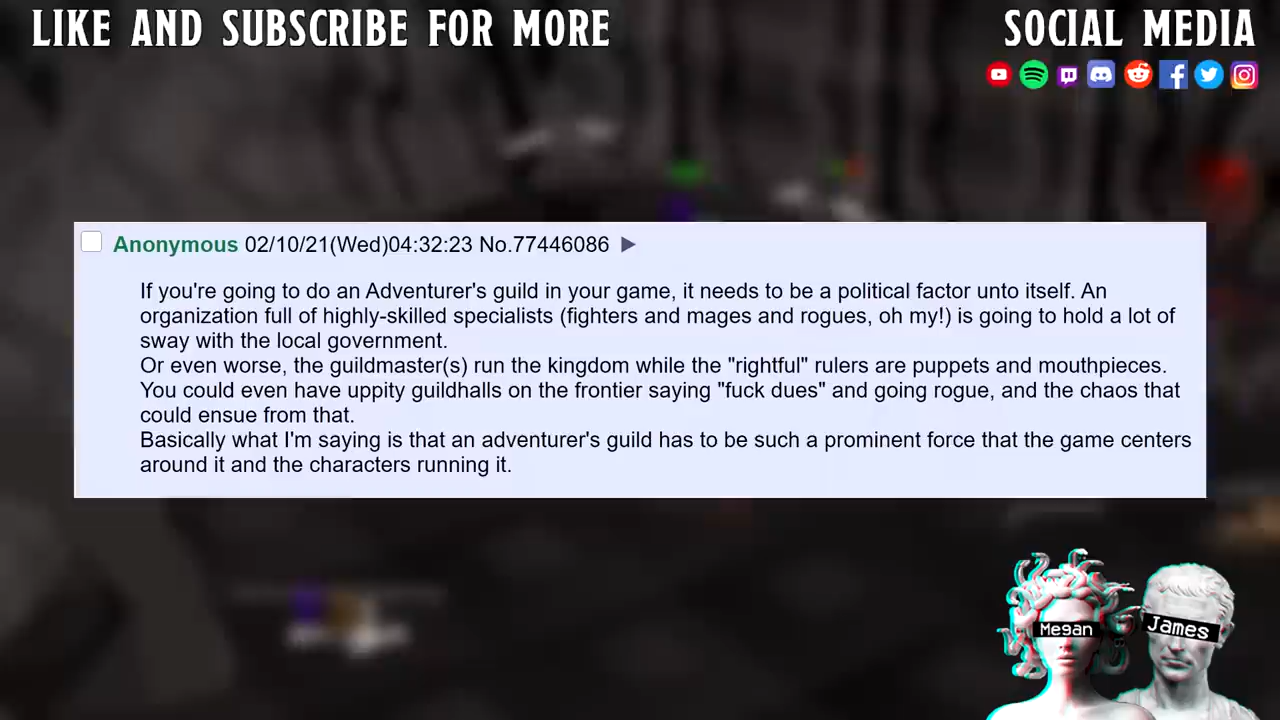 LIKE AND SUBSCRIBE FOR MORE
SOCIAL MEDIA
Anonymous 02/10/21(Wed)04:32:23 No.77446086
If you're going to do an Adventurer's guild in your game, it needs to be a political factor unto itself. An
organization full of highly-skilled specialists (fighters and mages and rogues, oh my!) is going to hold a lot of
sway with the local government.
Or even worse, the guildmaster(s) run the kingdom while the "rightful" rulers are puppets and mouthpieces.
You could even have uppity guildhalls on the frontier saying "fuck dues" and going rogue, and the chaos that
could ensue from that.
Basically what I'm saying is that an adventurer's guild has to be such a prominent force that the game centers
around it and the characters running it.
Megan
James